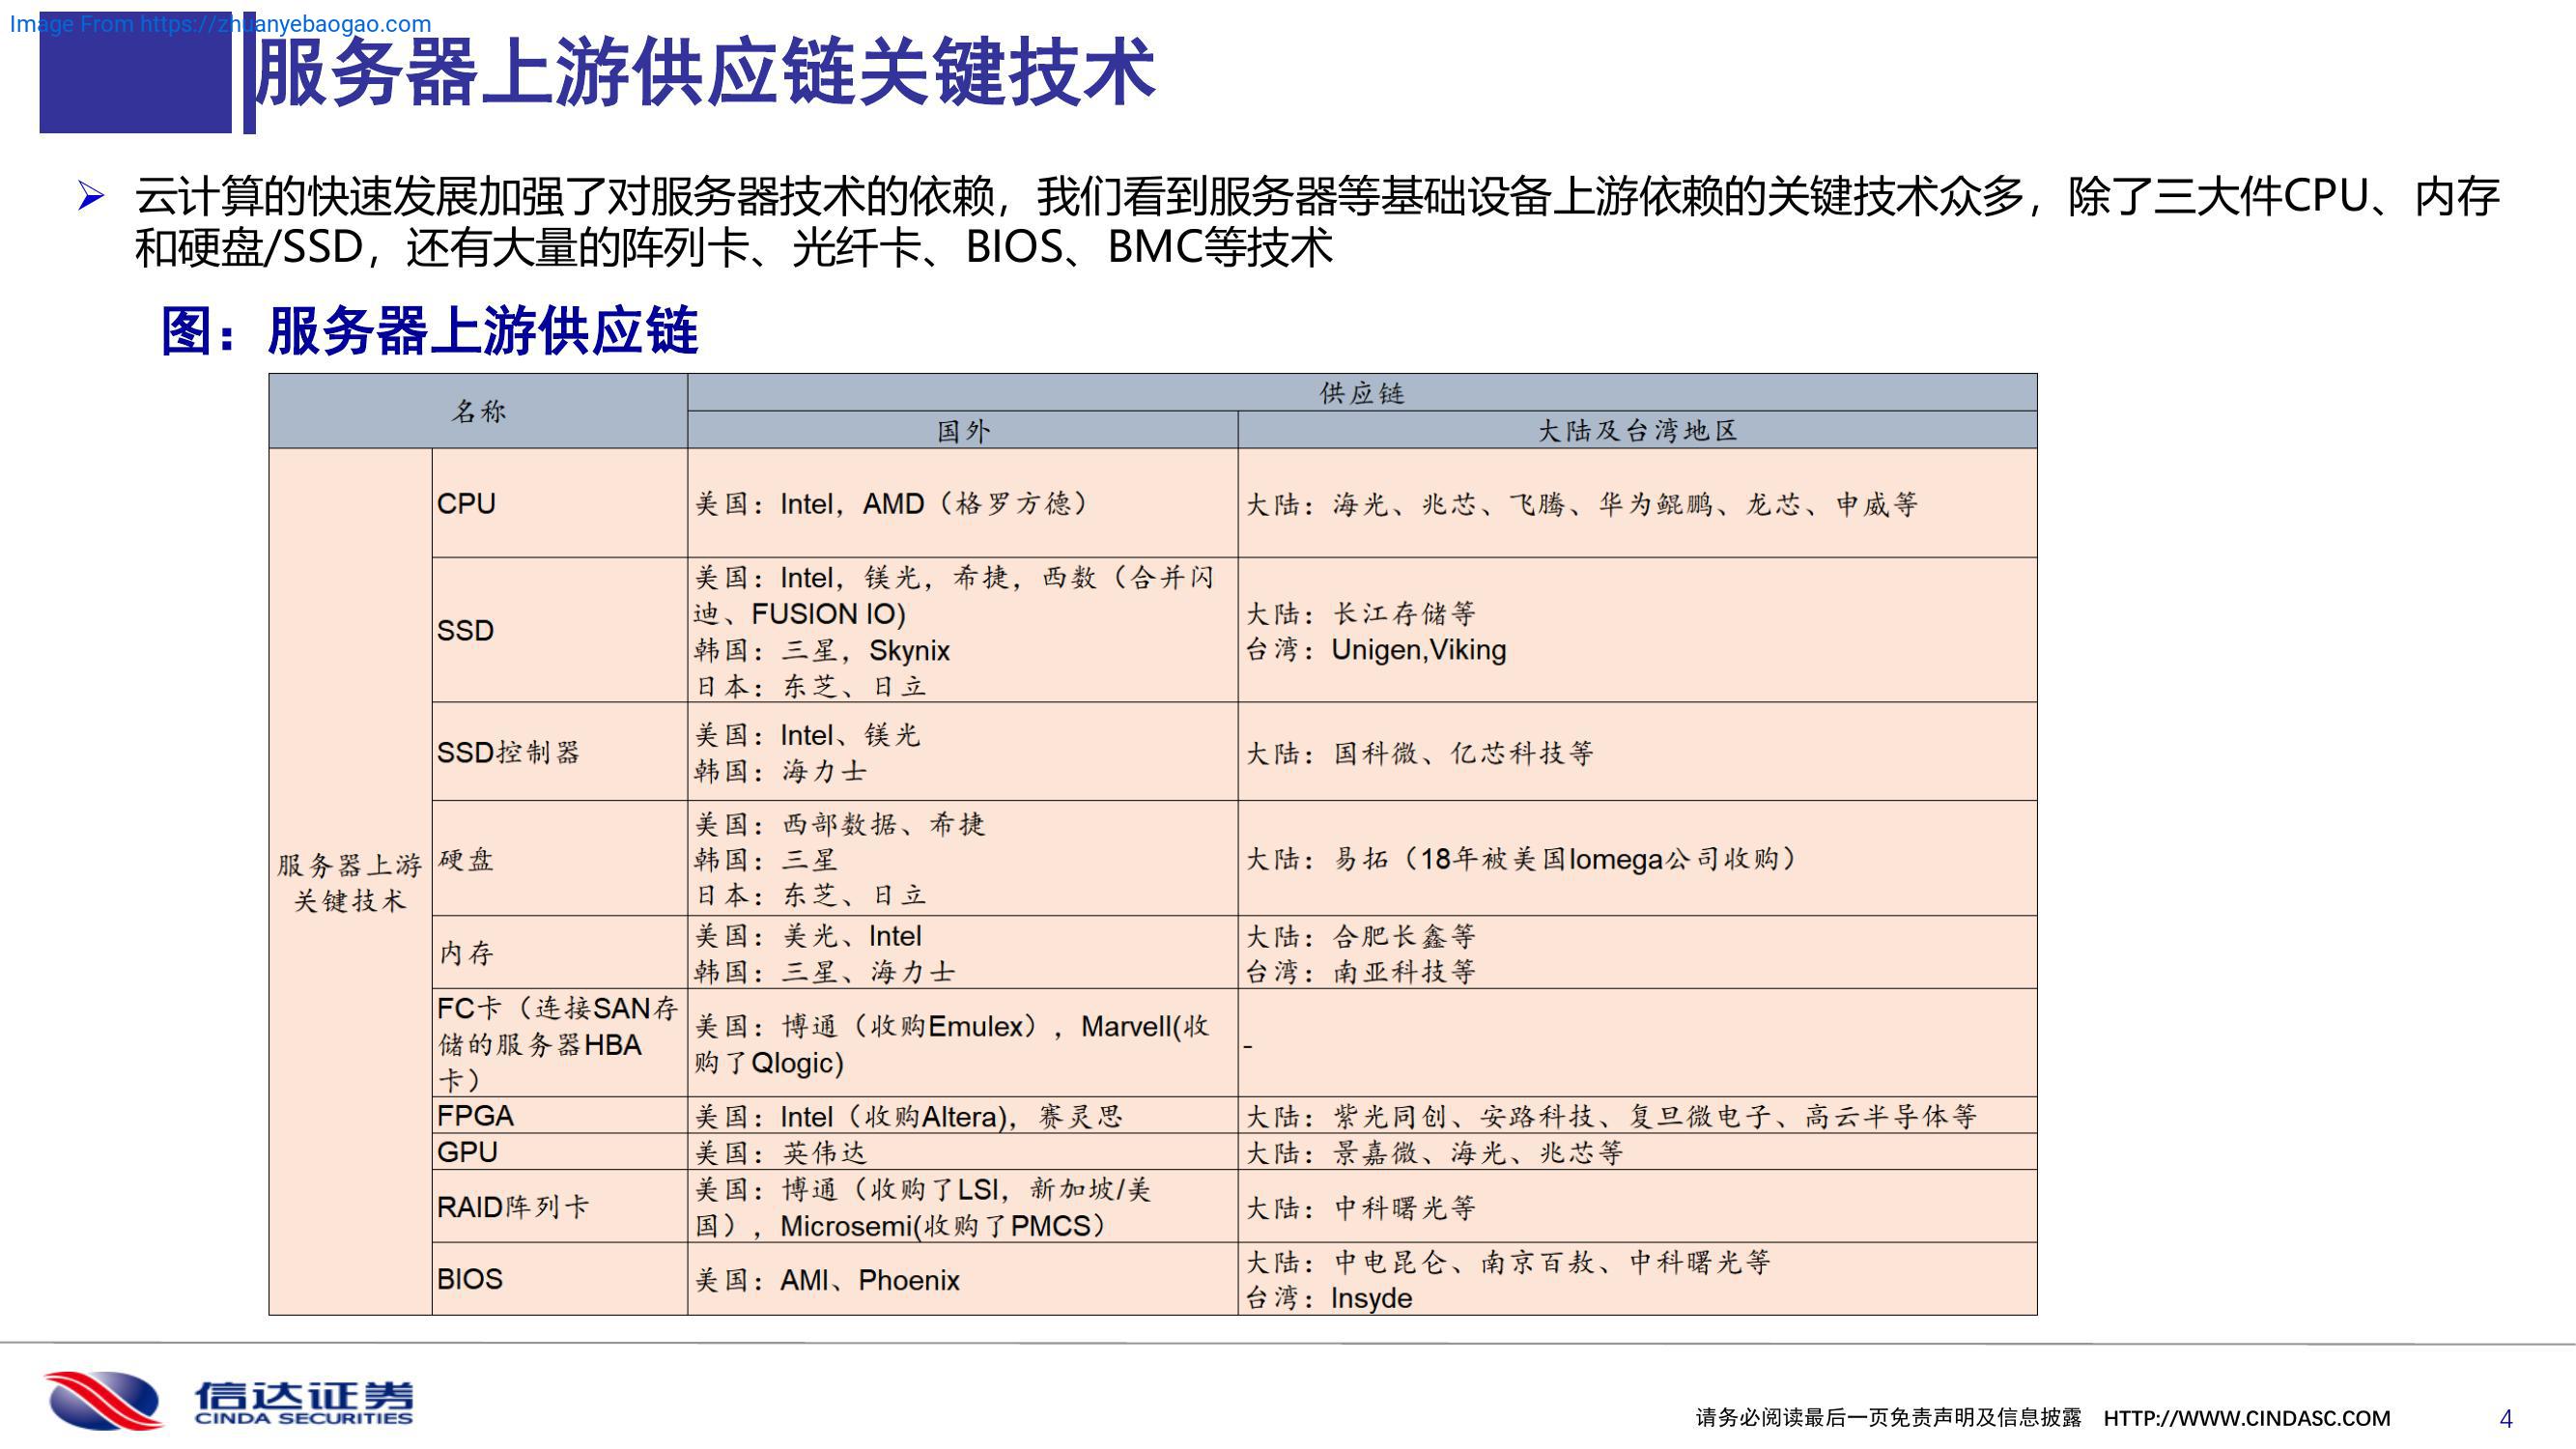 Image From https://zhuanyebaogao.com
服务器上游供应链关键技术
云计算的快速发展加强了对服务器技术的依赖，我们看到服务器等基础设备上游依赖的关键技术众多，除了三大件CPU、内存
和硬盘/SSD，还有大量的阵列卡、光纤卡、BIOS、BMC等技术
图：服务器上游供应链
名称
供应链
国外
大陆及台湾地区
服务器上游
关键技术
CPU
美国：Intel，AMD（格罗方德）
大陆：海光、兆芯、飞腾、华为鲲鹏、龙芯、申威等
SSD
美国：Intel，镁光，希捷，西数（合并闪
迪、FUSION IO)
韩国：三星，Skynix
日本：东芝、日立
大陆：长江存储等
台湾：Unigen,Viking
SSD控制器
美国：Intel、镁光
韩国：海力士
大陆：国科微、亿芯科技等
硬盘
美国：西部数据、希捷
韩国：三星
日本：东芝、日立
大陆：易拓（18年被美国Iomega公司收购）
内存
美国：美光、Intel
韩国：三星、海力士
大陆：合肥长鑫等
台湾：南亚科技等
FC卡（连接SAN存
储的服务器HBA
卡）
美国：博通（收购Emulex），Marvell(收
购了Qlogic)
-
FPGA
美国：Intel（收购Altera)，赛灵思
大陆：紫光同创、安路科技、复旦微电子、高云半导体等
GPU
美国：英伟达
大陆：景嘉微、海光、兆芯等
RAID阵列卡
美国：博通（收购了LSI，新加坡/美
国），Microsemi(收购了PMCS）
大陆：中科曙光等
BIOS
美国：AMI、Phoenix
大陆：中电昆仑、南京百敖、中科曙光等
台湾：Insyde
信达证券
CINDA SECURITIES
请务必阅读最后一页免责声明及信息披露 HTTP://WWW.CINDASC.COM
4